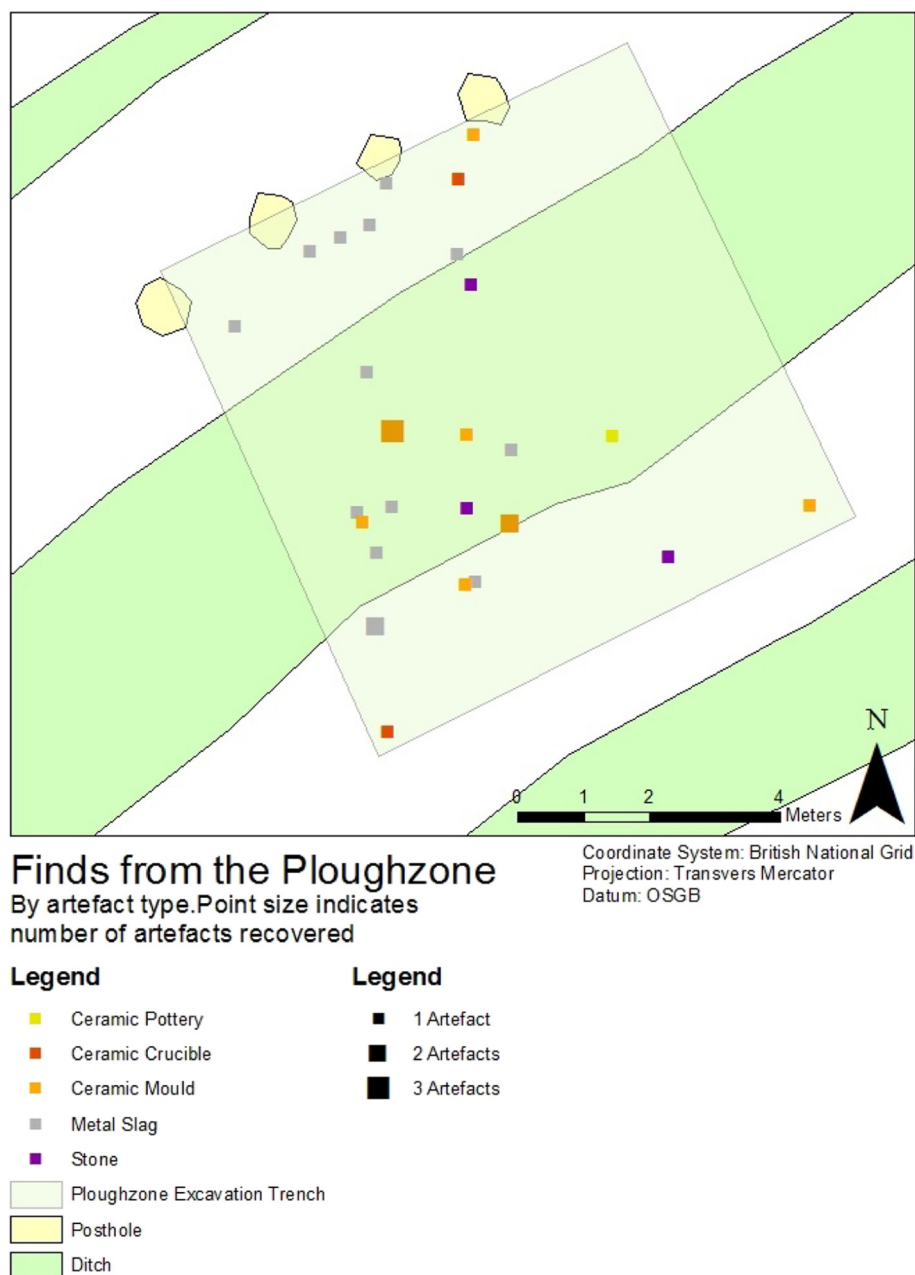 N
0 1 2 4
Meters
Finds from the Ploughzone
By artefact type.Point size indicates
number of artefacts recovered
Coordinate System: British National Grid
Projection: Transvers Mercator
Datum: OSGB
Legend
Ceramic Pottery
Ceramic Crucible
Ceramic Mould
Metal Slag
Stone
Ploughzone Excavation Trench
Posthole
Ditch
Legend
1 Artefact
2 Artefacts
3 Artefacts